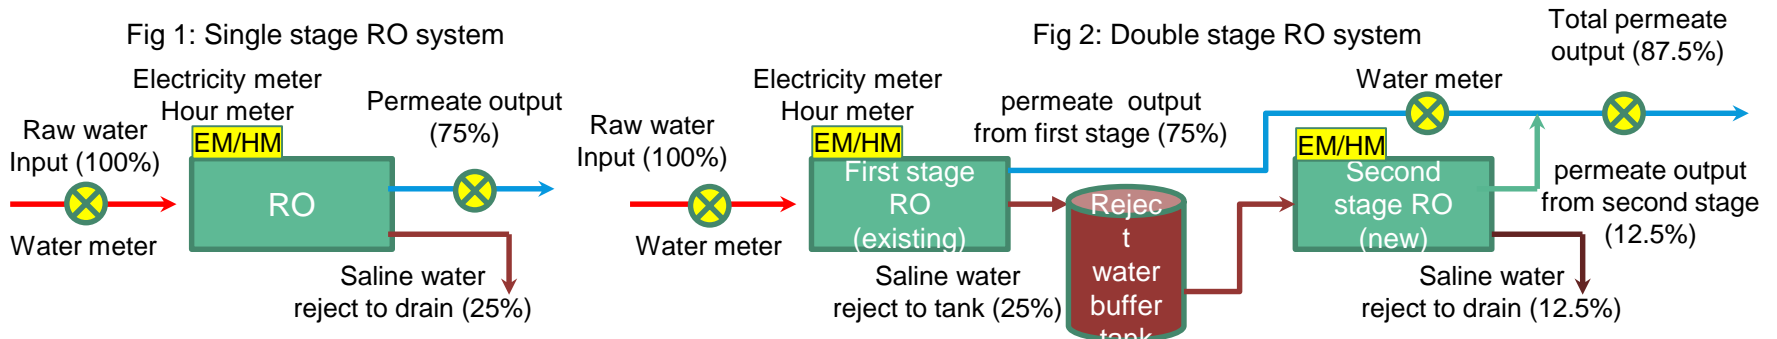 Fig 1: Single stage RO system
Electricity meter
Hour meter
EM/HM
Raw water
Input (100%)
Water meter
RO
Permeate output
(75%)
Saline water
reject to drain (25%)
Fig 2: Double stage RO system
Electricity meter
Hour meter
EM/HM
Raw water
Input (100%)
Water meter
First stage
RO
(existing)
permeate  output
from first stage (75%)
Saline water
reject to tank (25%)
Rejec
t
water
buffer
tank
Water meter
EM/HM
Second
stage RO
(new)
Total permeate
output (87.5%)
permeate output
from second stage
(12.5%)
Saline water
reject to drain (12.5%)